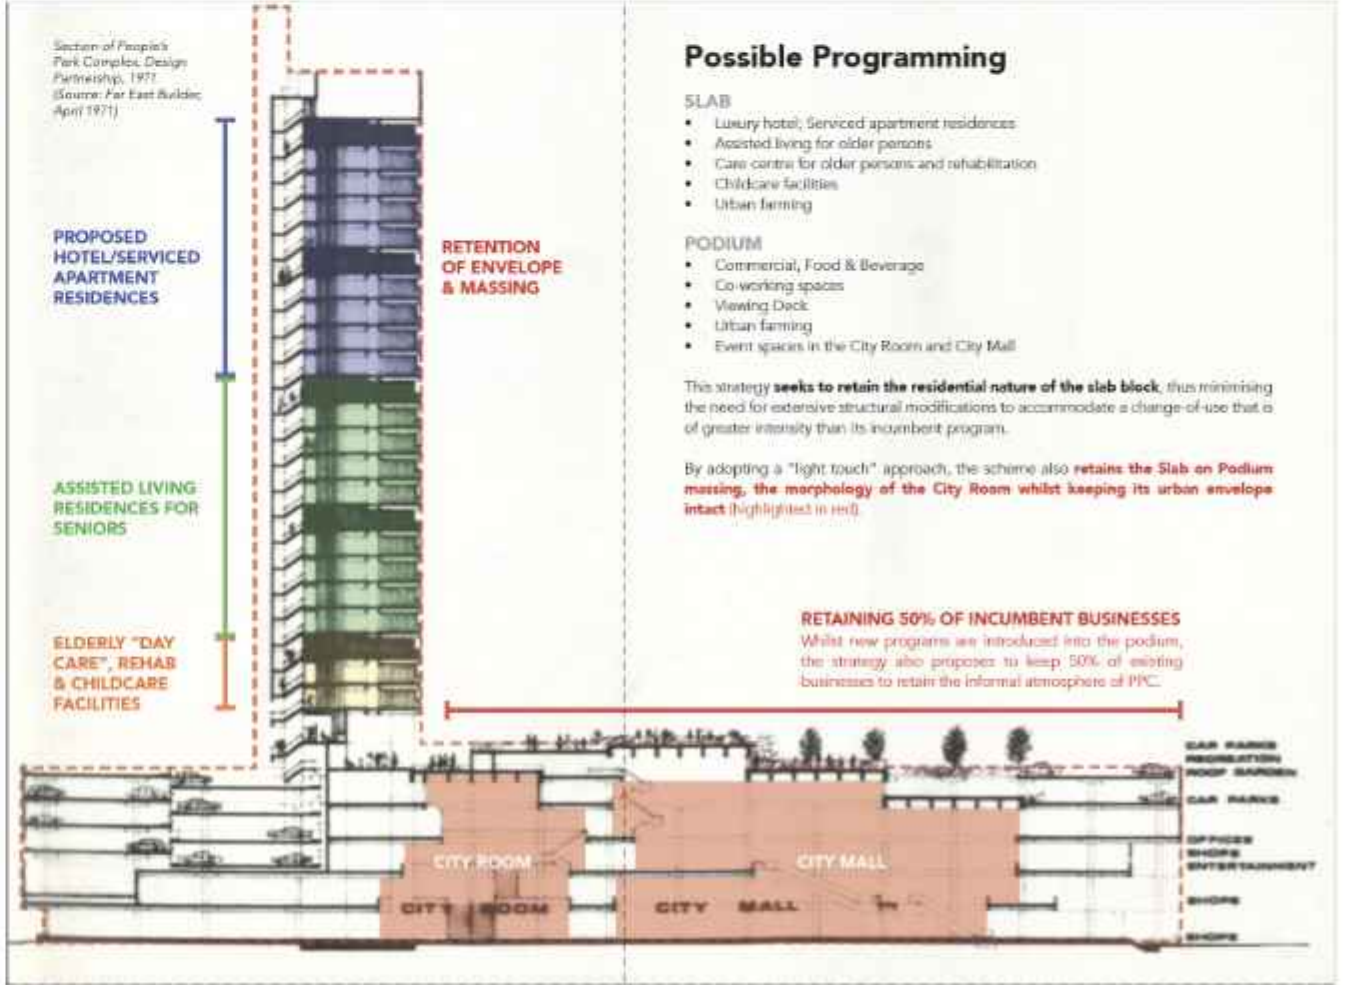 Section of People's
Park Complex, Design
Partnership, 1971
(Source: Far East Builder,
April 1971)
PROPOSED
HOTEL/SERVICED
APARTMENT
RESIDENCES
ASSISTED LIVING
RESIDENCES FOR
SENIORS
ELDERLY "DAY
CARE", REHAB
& CHILDCARE
FACILITIES
RETENTION
OF ENVELOPE
& MASSING
Possible Programming
SLAB
• Luxury hotel; Serviced apartment residences
• Assisted living for older persons
• Care centre for older persons and rehabilitation
• Childcare facilities
• Urban farming
PODIUM
• Commercial, Food & Beverage
• Co-working spaces
• Viewing Deck
• Urban farming
• Event spaces in the City Room and City Mall
This strategy seeks to retain the residential nature of the slab block, thus minimising
the need for extensive structural modifications to accommodate a change-of-use that is
of greater intensity than its incumbent program.
By adopting a "light touch" approach, the scheme also retains the Slab on Podium
massing, the morphology of the City Room whilst keeping its urban envelope
intact (highlighted in red).
RETAINING 50% OF INCUMBENT BUSINESSES
Whilst new programs are introduced into the podium,
the strategy also proposes to keep 50% of existing
businesses to retain the informal atmosphere of PPC.
CAR PARKS
RECREATION
ROOF GARDEN
CAR PARKS
OFFICES
SHOPS
ENTERTAINMENT
SHOPS
SHOPS
CITY ROOM
CITY MALL
CITY ROOM
CITY MALL